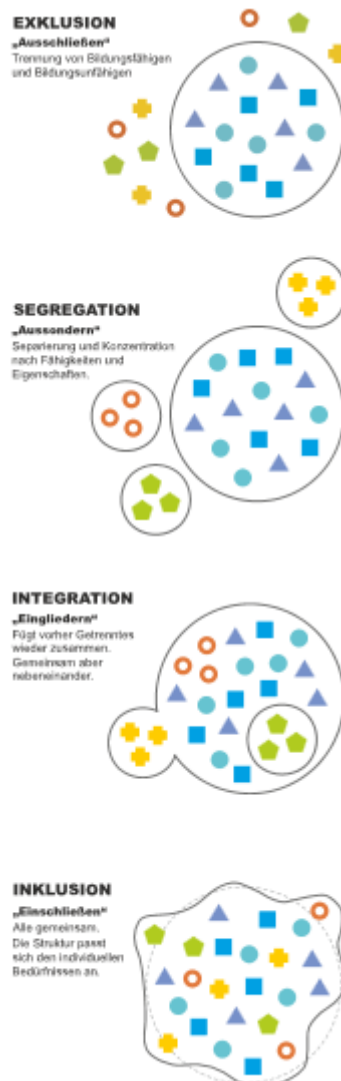 EXKLUSION
„Ausschließen“
Trennung von Bildungsfähigen
und Bildungsunfähigen
SEGREGATION
„Aussondern“
Separierung und Konzentration
nach Fähigkeiten und
Eigenschaften.
INTEGRATION
„Eingliedern“
Fügt vorher Getrenntes
wieder zusammen.
Gemeinsam aber
nebeneinander.
INKLUSION
„Einschließen“
Alle gemeinsam.
Die Struktur passt
sich den individuellen
Bedürfnissen an.